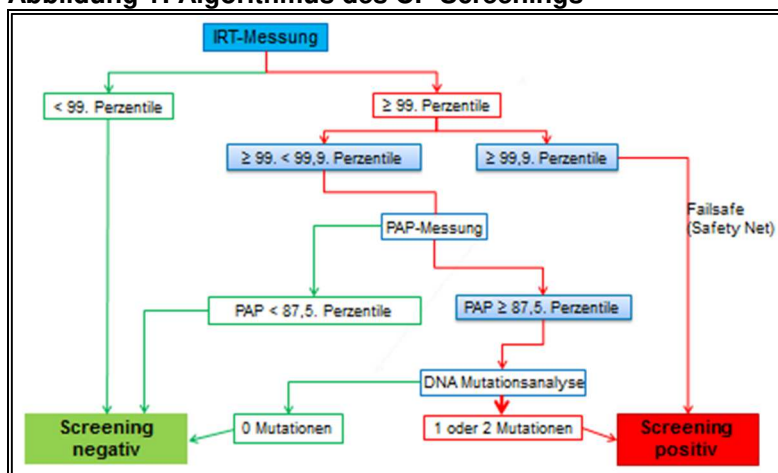 Abbildung 1: Algorithmus des CF-Screenings
IRT-Messung
< 99. Perzentile
≥ 99. Perzentile
≥ 99. < 99,9. Perzentile
≥ 99,9. Perzentile
Failsafe
(Safety Net)
PAP-Messung
PAP < 87,5. Perzentile
PAP ≥ 87,5. Perzentile
DNA Mutationsanalyse
Screening
negativ
0 Mutationen
1 oder 2 Mutationen
Screening
positiv